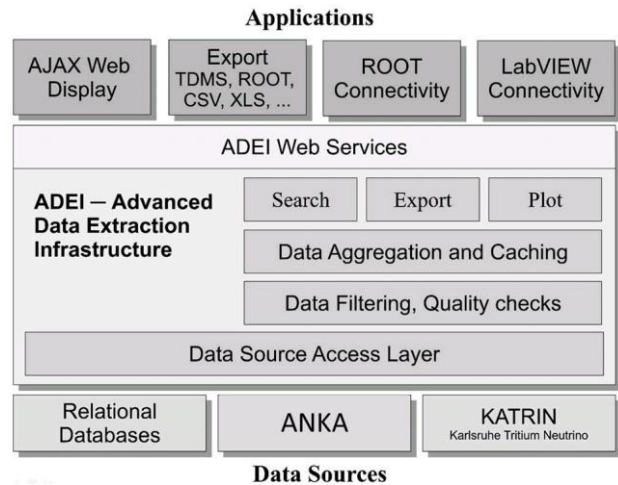 Applications
AJAX Web
Display
Export
TDMS, ROOT,
CSV, XLS, ...
ROOT
Connectivity
LabVIEW
Connectivity
ADEI Web Services
ADEI — Advanced
Data Extraction
Infrastructure
Search
Export
Plot
Data Aggregation and Caching
Data Filtering, Quality checks
Data Source Access Layer
Relational
Databases
ANKA
KATRIN
Karlsruhe Tritium Neutrino
Data Sources